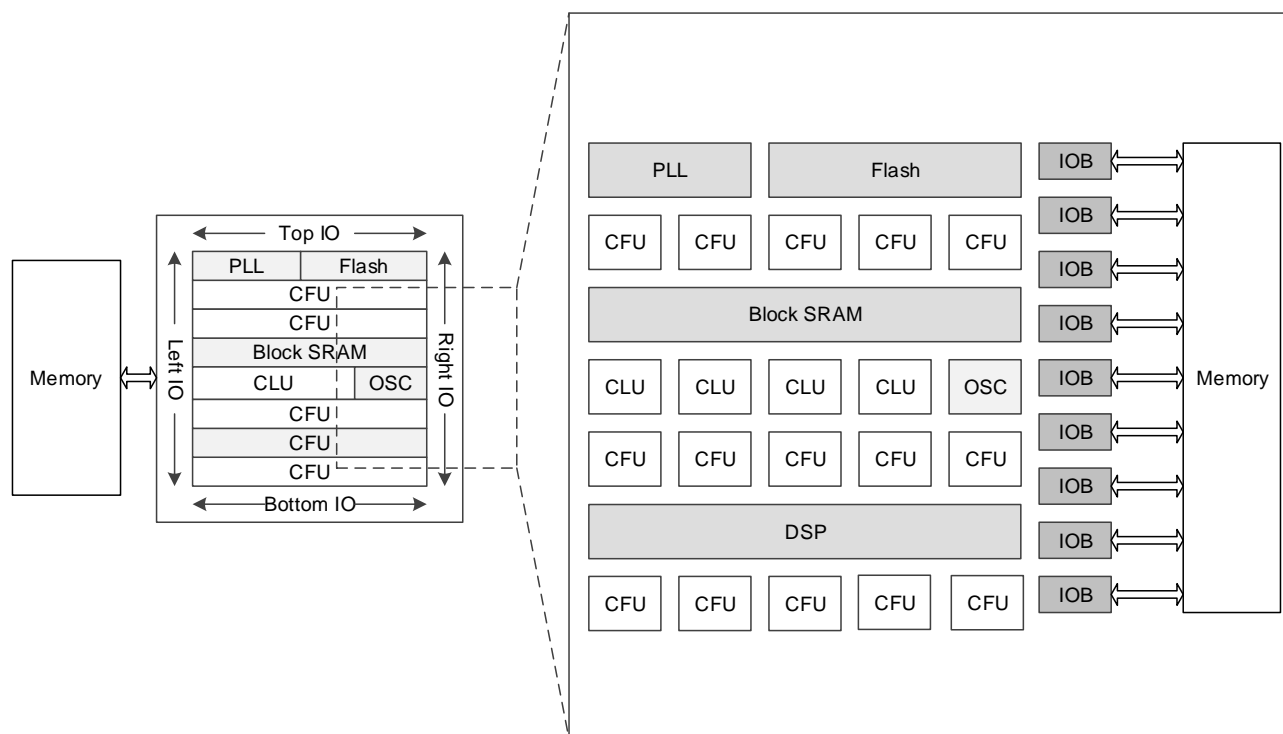 Top IO
PLL Flash
CFU
CFU
Block SRAM
CLU OSC
CFU
CFU
CFU
Bottom IO
Left IO
Right IO
Memory
PLL Flash IOB
IOB
CFU CFU CFU CFU CFU
IOB
Block SRAM IOB
CLU CLU CLU CLU OSC IOB
Memory
CFU CFU CFU CFU CFU IOB
IOB
DSP IOB
CFU CFU CFU CFU CFU IOB